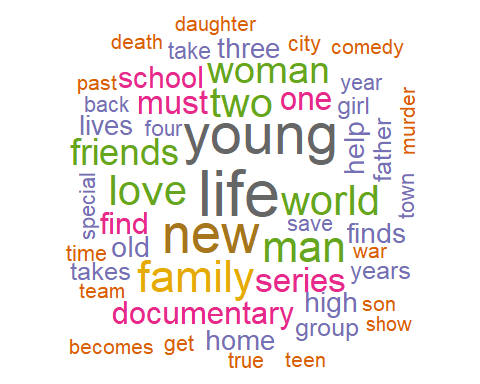 daughter
death take three city comedy
past school woman year
back must two one girl murder
lives four young help father
friends
special love life world town
find new save finds
time old man war
takes family series years
team documentary high son
group show
becomes get home
true teen